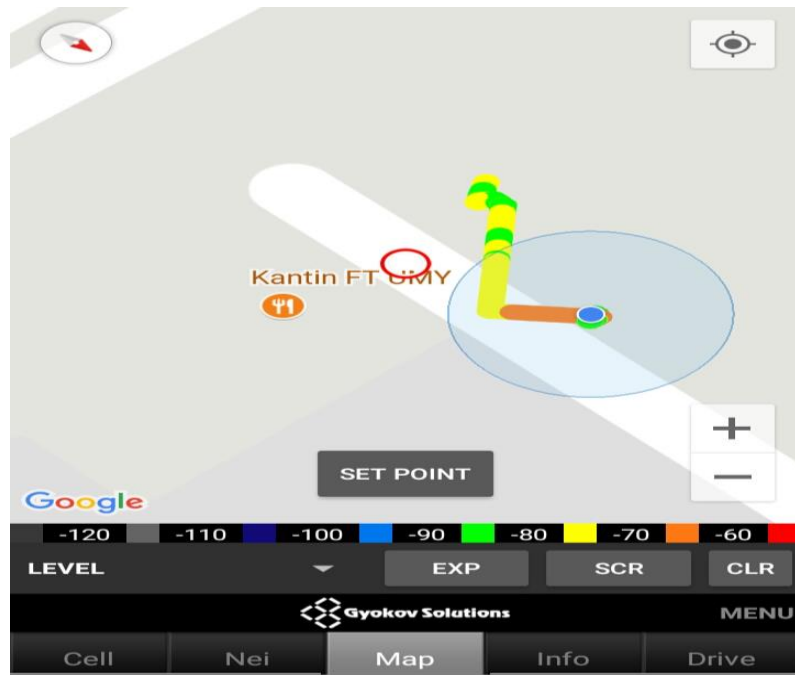 Kantin FT UMY
SET POINT
Google
-120 -110 -100 -90 -80 -70 -60
LEVEL EXP SCR CLR
Gyokov Solutions MENU
Cell Nei Map Info Drive